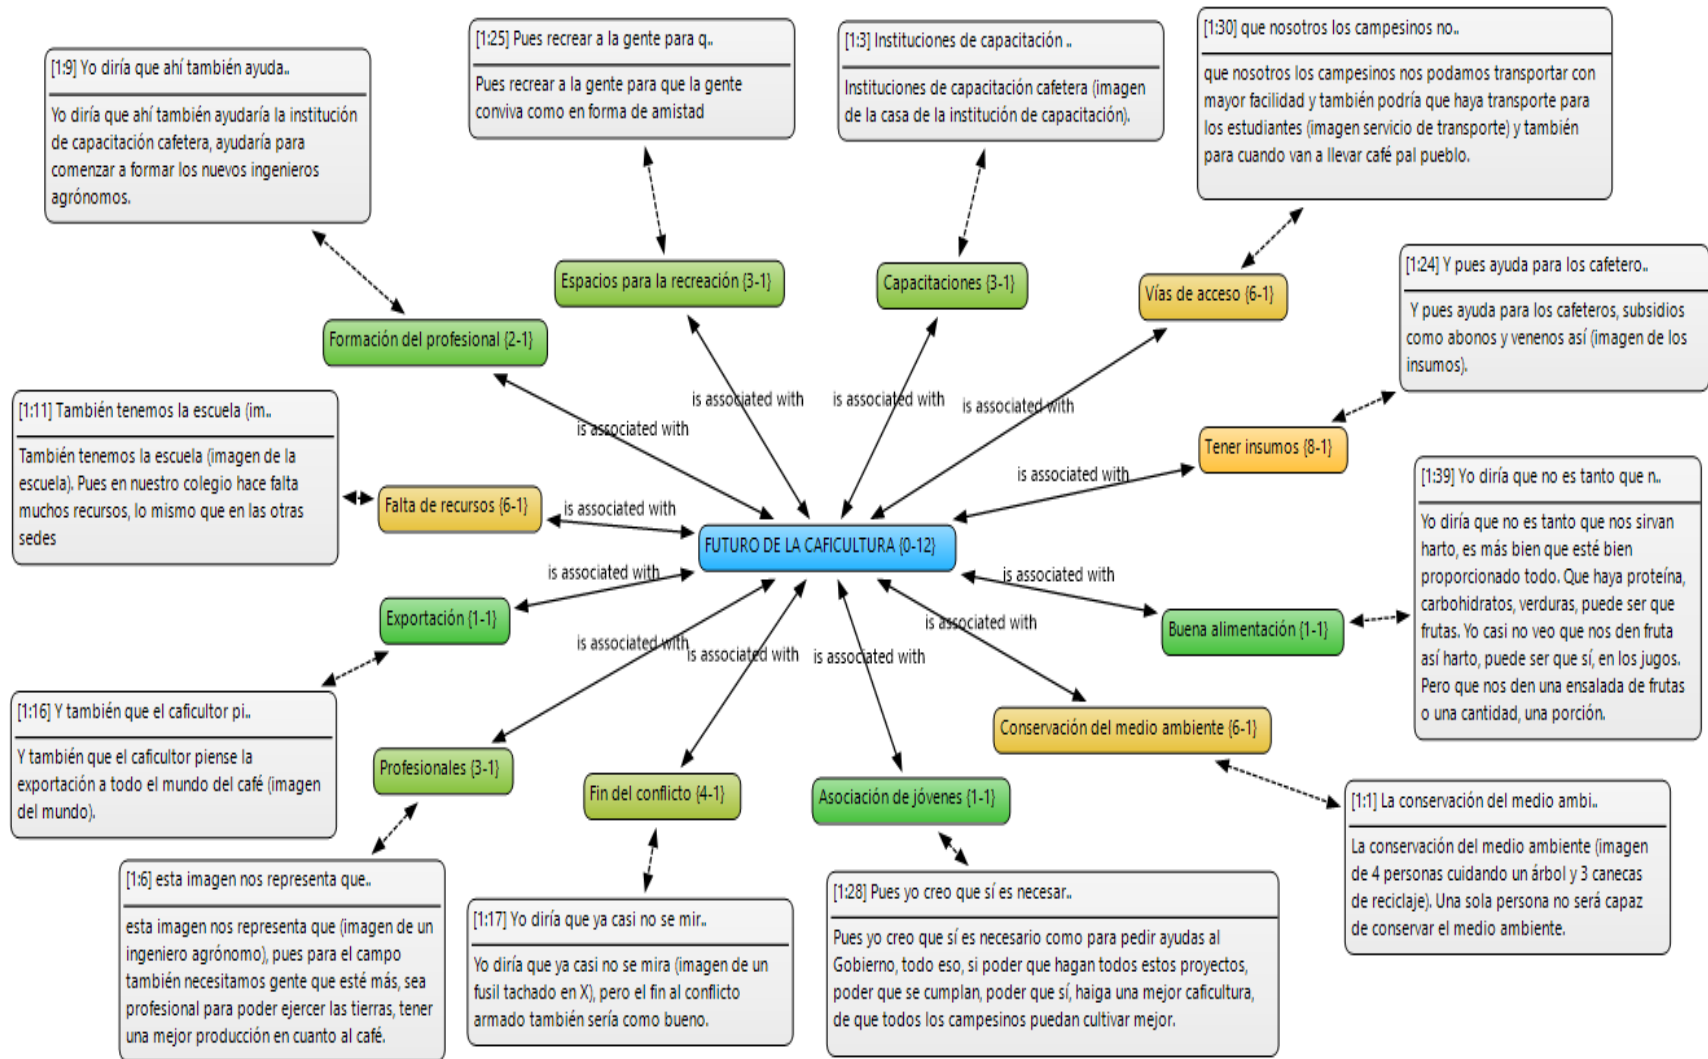 [1:9] Yo diría que ahí también ayuda..
Yo diría que ahí también ayudaría la institución
de capacitación cafetera, ayudaría para
comenzar a formar los nuevos ingenieros
agrónomos.
[1:25] Pues recrear a la gente para q..
Pues recrear a la gente para que la gente
conviva como en forma de amistad
[1:3] Instituciones de capacitación ..
Instituciones de capacitación cafetera (imagen
de la casa de la institución de capacitación).
[1:30] que nosotros los campesinos no..
que nosotros los campesinos nos podamos transportar con
mayor facilidad y también podría que haya transporte para
los estudiantes (imagen servicio de transporte) y también
para cuando van a llevar café pal pueblo.
Formación del profesional {2-1}
Espacios para la recreación {3-1}
Capacitaciones {3-1}
Vías de acceso {6-1}
[1:24] Y pues ayuda para los cafetero..
Y pues ayuda para los cafeteros, subsidios
como abonos y venenos así (imagen de los
insumos).
is associated with
is associated with
is associated with
is associated with
[1:11] También tenemos la escuela (im..
También tenemos la escuela (imagen de la
escuela). Pues en nuestro colegio hace falta
muchos recursos, lo mismo que en las otras
sedes
Falta de recursos {6-1}
is associated with
is associated with
Tener insumos {8-1}
FUTURO DE LA CAFICULTURA {0-12}
[1:39] Yo diría que no es tanto que n..
Yo diría que no es tanto que nos sirvan
harto, es más bien que esté bien
proporcionado todo. Que haya proteína,
carbohidratos, verduras, puede ser que
frutas. Yo casi no veo que nos den fruta
así harto, puede ser que sí, en los jugos.
Pero que nos den una ensalada de frutas
o una cantidad, una porción.
is associated with
is associated with
Exportación {1-1}
Buena alimentación {1-1}
is associated with
is associated with
is associated with
is associated with
[1:16] Y también que el caficultor pi..
Y también que el caficultor piense la
exportación a todo el mundo del café (imagen
del mundo).
Profesionales {3-1}
Fin del conflicto {4-1}
Asociación de jóvenes {1-1}
Conservación del medio ambiente {6-1}
[1:6] esta imagen nos representa que..
esta imagen nos representa que (imagen de un
ingeniero agrónomo), pues para el campo
también necesitamos gente que esté más, sea
profesional para poder ejercer las tierras, tener
una mejor producción en cuanto al café.
[1:17] Yo diría que ya casi no se mir..
Yo diría que ya casi no se mira (imagen de un
fusil tachado en X), pero el fin al conflicto
armado también sería como bueno.
[1:28] Pues yo creo que sí es necesar..
Pues yo creo que sí es necesario como para pedir ayudas al
Gobierno, todo eso, si poder que hagan todos estos proyectos,
poder que se cumplan, poder que sí, haiga una mejor caficultura,
de que todos los campesinos puedan cultivar mejor.
[1:1] La conservación del medio ambi..
La conservación del medio ambiente (imagen
de 4 personas cuidando un árbol y 3 canecas
de reciclaje). Una sola persona no será capaz
de conservar el medio ambiente.